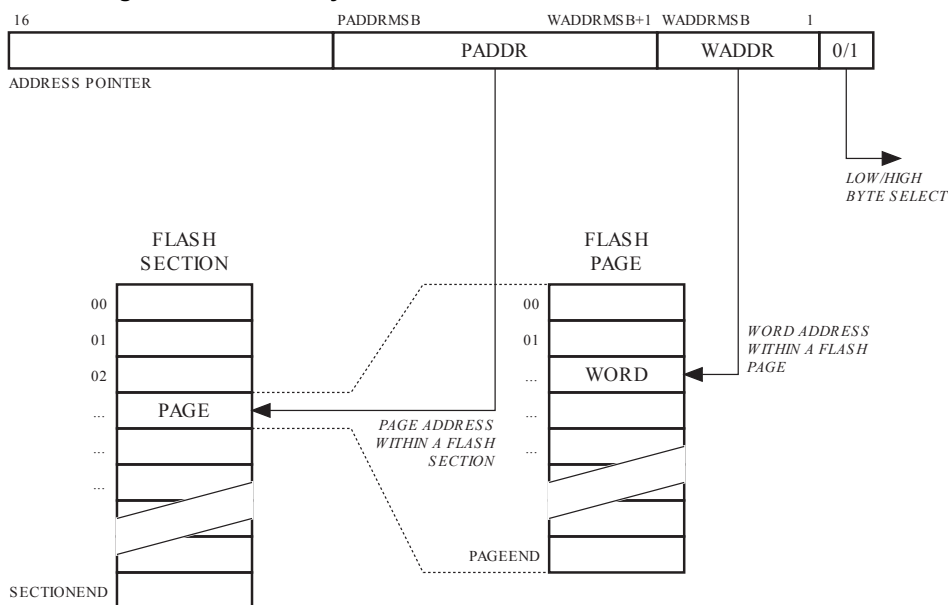 16 PADDRMSB WADDRMSB+1 WADDRMSB 1
PADDR WADDR 0/1
ADDRESS POINTER
LOW/HIGH
BYTE SELECT
FLASH
SECTION
00
01
02
...
PAGE
...
...
SECTIONEND
PAGE ADDRESS
WITHIN A FLASH
SECTION
FLASH
PAGE
00
01
...
WORD
...
...
PAGEEND
WORD ADDRESS
WITHIN A FLASH
PAGE